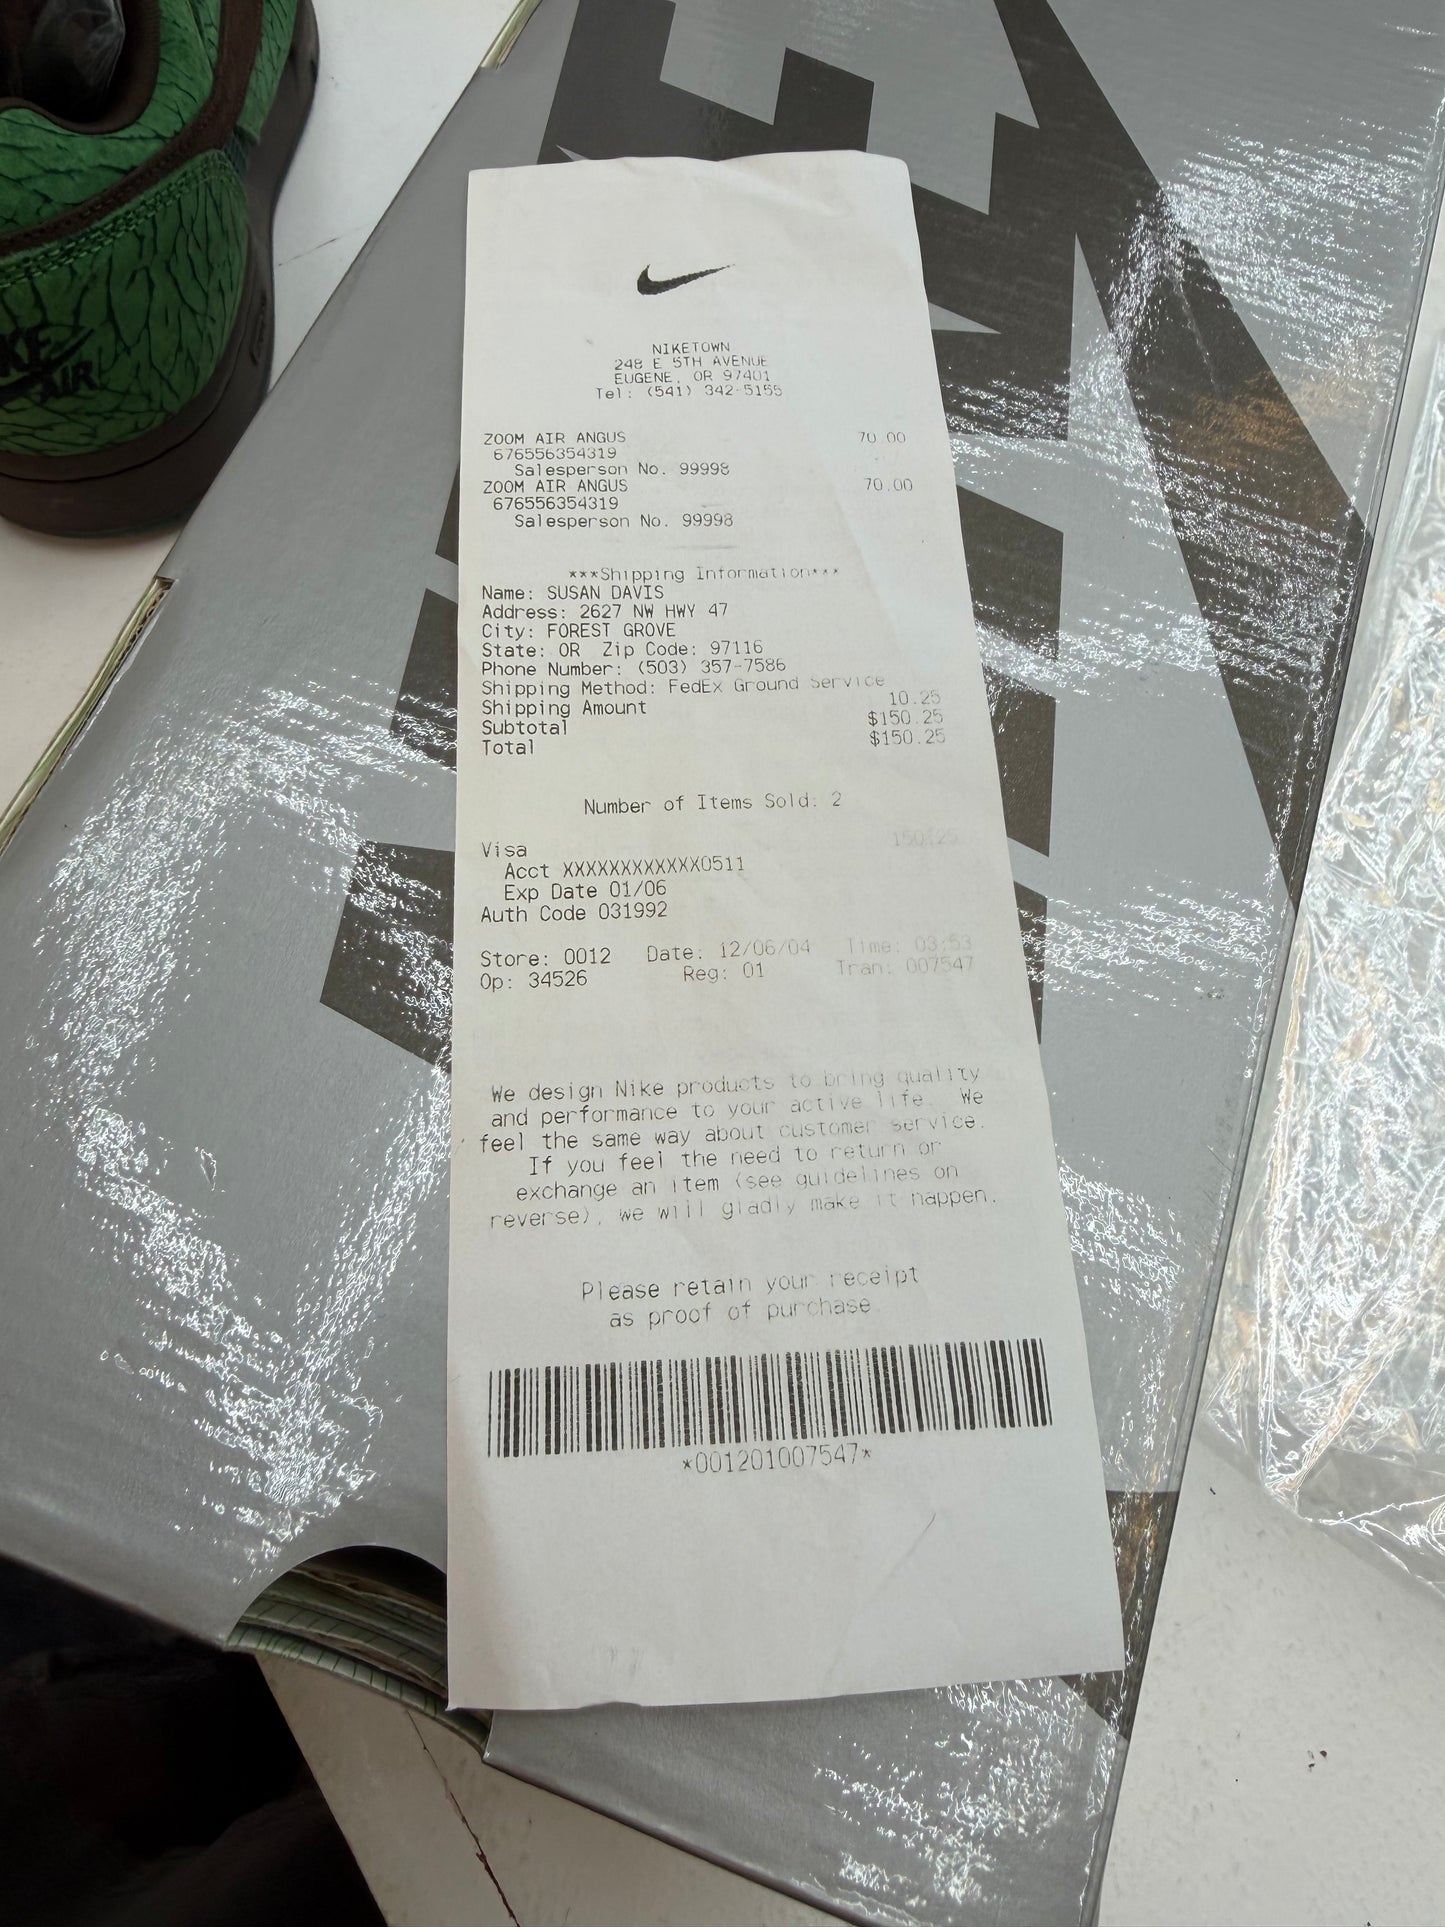 NIKETOWN
248 E 5TH AVENUE
EUGENE, OR 97401
Tel: (541) 342-5155
ZOOM AIR ANGUS 70.00
676556354319
Salesperson No. 99998
ZOOM AIR ANGUS 70.00
676556354319
Salesperson No. 99998
***Shipping Information***
Name: SUSAN DAVIS
Address: 2627 NW HWY 47
City: FOREST GROVE
State: OR Zip Code: 97116
Phone Number: (503) 357-7586
Shipping Method: FedEx Ground Service
Shipping Amount 10.25
Subtotal $150.25
Total $150.25
Number of Items Sold: 2
Visa 150.25
Acct XXXXXXXXXXXX0511
Exp Date 01/06
Auth Code 031992
Store: 0012 Date: 12/06/04 Time: 03:53
Op: 34526 Reg: 01 Tran: 007547
We design Nike products to bring quality
and performance to your active life. We
feel the same way about customer service.
If you feel the need to return or
exchange an item (see guidelines on
reverse), we will gladly make it happen.
Please retain your receipt
as proof of purchase.
*001201007547*
AIR